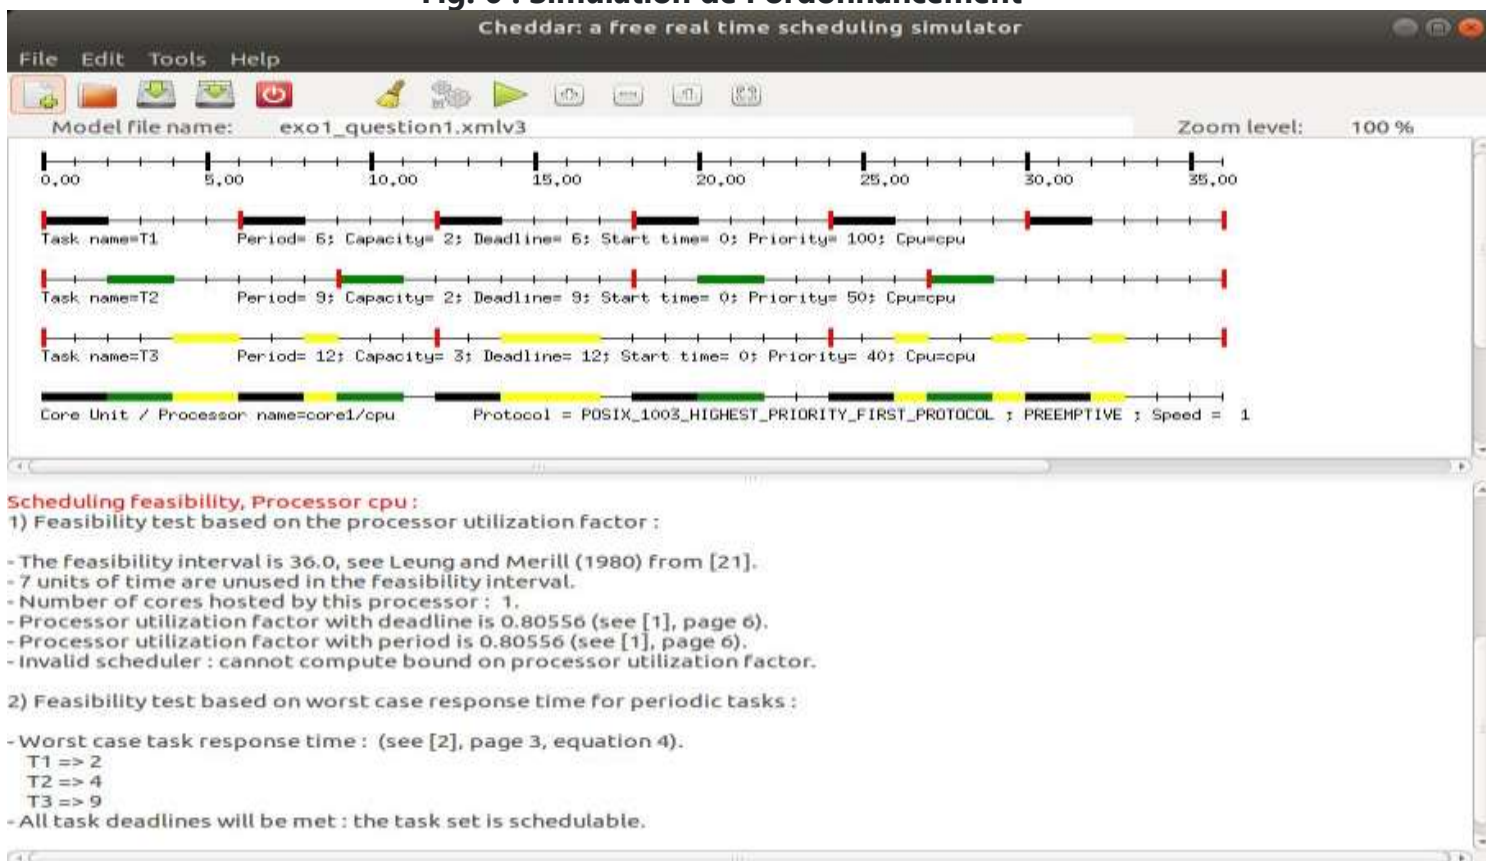 Fig. 6 : Simulation de l'ordonnancement
Cheddar: a free real time scheduling simulator
File Edit Tools Help
Model file name: exo1_question1.xmlv3 Zoom level: 100 %
0,00 5,00 10,00 15,00 20,00 25,00 30,00 35,00
Task name=T1 Period= 6; Capacity= 2; Deadline= 6; Start time= 0; Priority= 100; Cpu=cpu
Task name=T2 Period= 9; Capacity= 2; Deadline= 9; Start time= 0; Priority= 50; Cpu=cpu
Task name=T3 Period= 12; Capacity= 3; Deadline= 12; Start time= 0; Priority= 40; Cpu=cpu
Core Unit / Processor name=core1/cpu Protocol = POSIX_1003_HIGHEST_PRIORITY_FIRST_PROTOCOL ; PREEMPTIVE ; Speed = 1
Scheduling feasibility, Processor cpu :
1) Feasibility test based on the processor utilization factor :
- The feasibility interval is 36.0, see Leung and Merill (1980) from [21].
- 7 units of time are unused in the feasibility interval.
- Number of cores hosted by this processor : 1.
- Processor utilization factor with deadline is 0.80556 (see [1], page 6).
- Processor utilization factor with period is 0.80556 (see [1], page 6).
- Invalid scheduler : cannot compute bound on processor utilization factor.
2) Feasibility test based on worst case response time for periodic tasks :
- Worst case task response time : (see [2], page 3, equation 4).
T1 => 2
T2 => 4
T3 => 9
- All task deadlines will be met : the task set is schedulable.